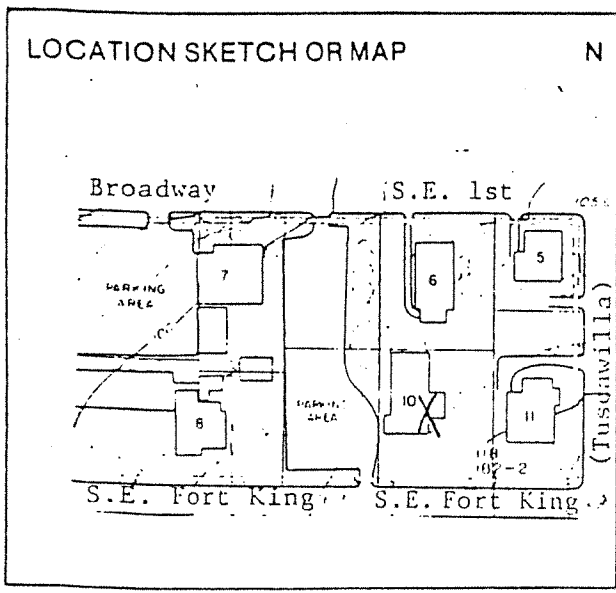 LOCATION SKETCH OR MAP N
Broadway S.E. 1st
5
7
6
PARKING
AREA
(Tuscawilla)
10
PARKING
AREA
8
11
S.E. Fort King S.E. Fort King